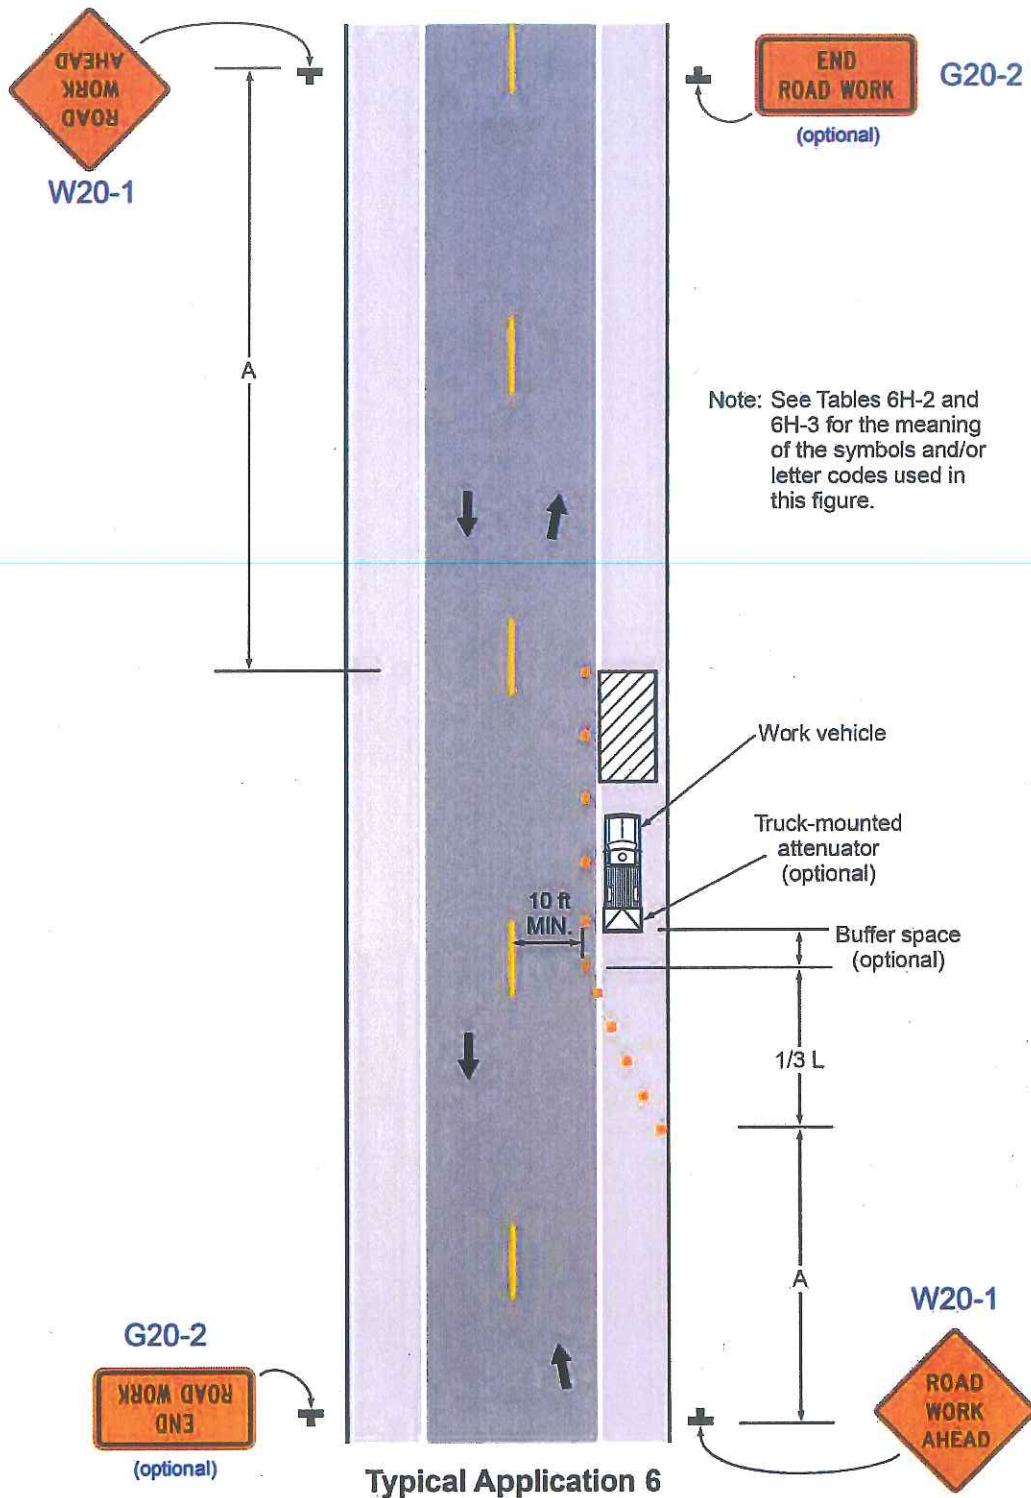 ROAD
WORK
AHEAD
W20-1
END
ROAD WORK
(optional)
G20-2
A
Note: See Tables 6H-2 and
6H-3 for the meaning
of the symbols and/or
letter codes used in
this figure.
Work vehicle
Truck-mounted
attenuator
(optional)
10 ft
MIN.
Buffer space
(optional)
1/3 L
A
G20-2
END
ROAD WORK
(optional)
W20-1
ROAD
WORK
AHEAD
Typical Application 6